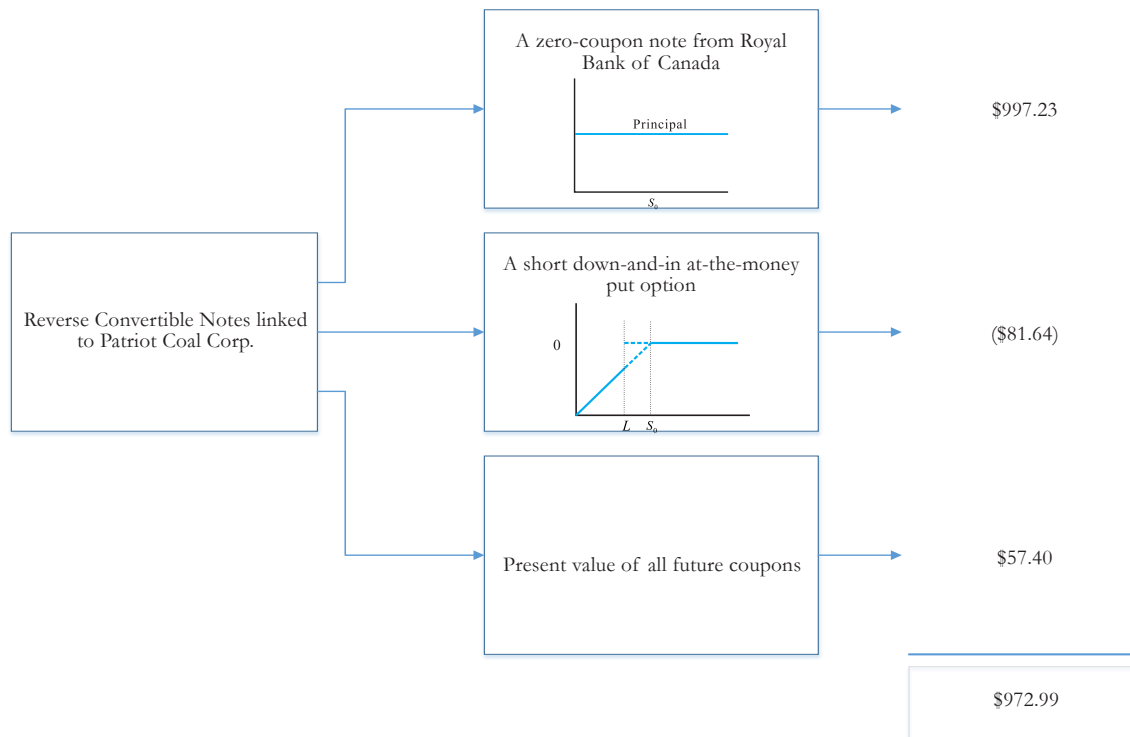 A zero-coupon note from Royal
Bank of Canada
Principal
S₀
$997.23
Reverse Convertible Notes linked
to Patriot Coal Corp.
A short down-and-in at-the-money
put option
0
L S₀
($81.64)
Present value of all future coupons
$57.40
$972.99